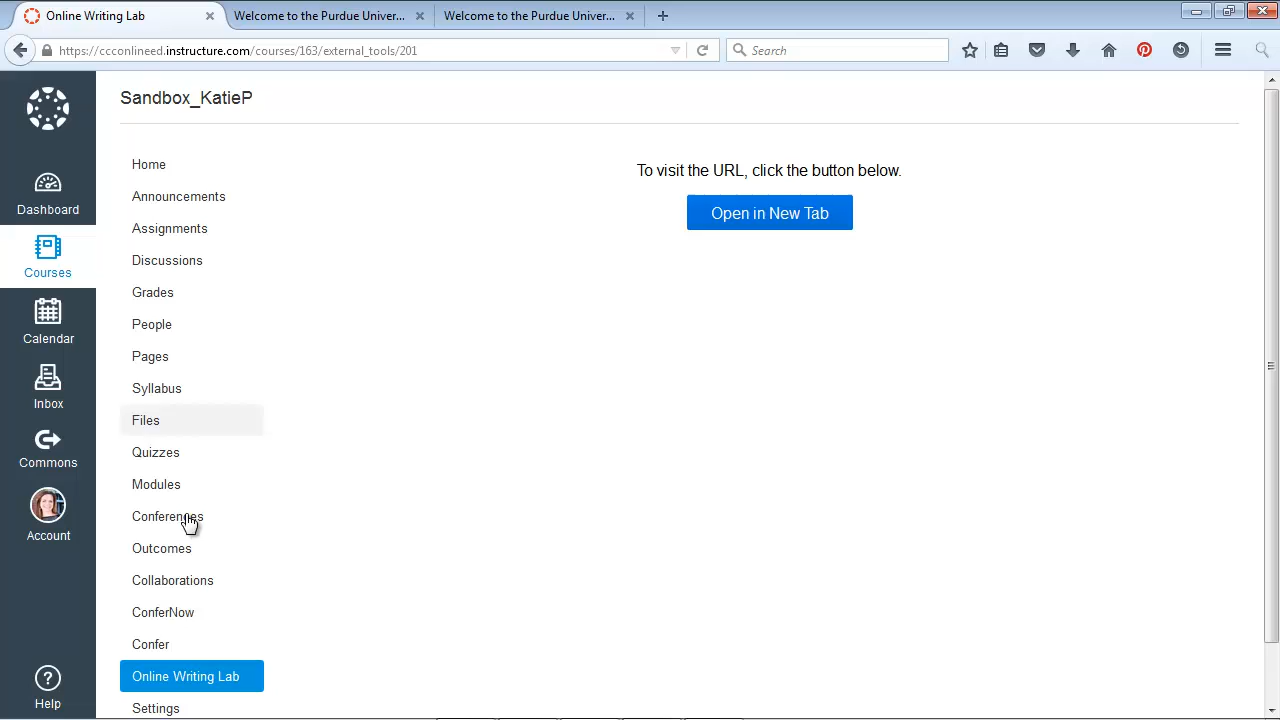 Online Writing Lab
Welcome to the Purdue Univer...
Welcome to the Purdue Univer...
https://ccconlineed.instructure.com/courses/163/external_tools/201
Search
Sandbox_KatieP
Dashboard
Courses
Calendar
Inbox
Commons
Account
Help
Home
Announcements
Assignments
Discussions
Grades
People
Pages
Syllabus
Files
Quizzes
Modules
Conferences
Outcomes
Collaborations
ConferNow
Confer
Online Writing Lab
Settings
To visit the URL, click the button below.
Open in New Tab